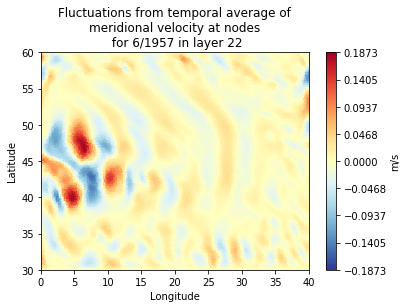 Fluctuations from temporal average of
meridional velocity at nodes
for 6/1957 in layer 22
60
55
50
45
40
35
30
Latitude
0 5 10 15 20 25 30 35 40
Longitude
0.1873
0.1405
0.0937
0.0468
0.0000
−0.0468
−0.0937
−0.1405
−0.1873
m/s